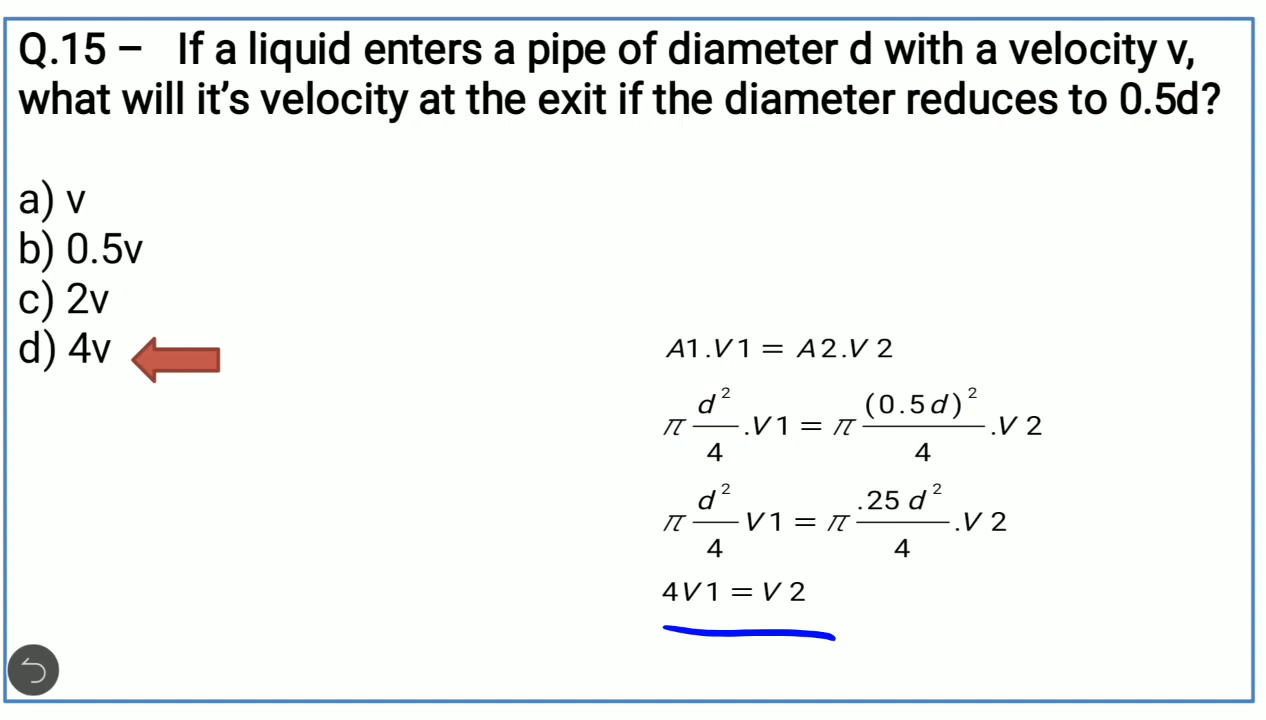 Q.15 – If a liquid enters a pipe of diameter d with a velocity v,
what will it’s velocity at the exit if the diameter reduces to 0.5d?
a) v
b) 0.5v
c) 2v
d) 4v
A1.V1 = A2.V2
π d²/4 .V1 = π (0.5d)²/4 .V2
π d²/4 V1 = π .25d²/4 .V2
4V1 = V2